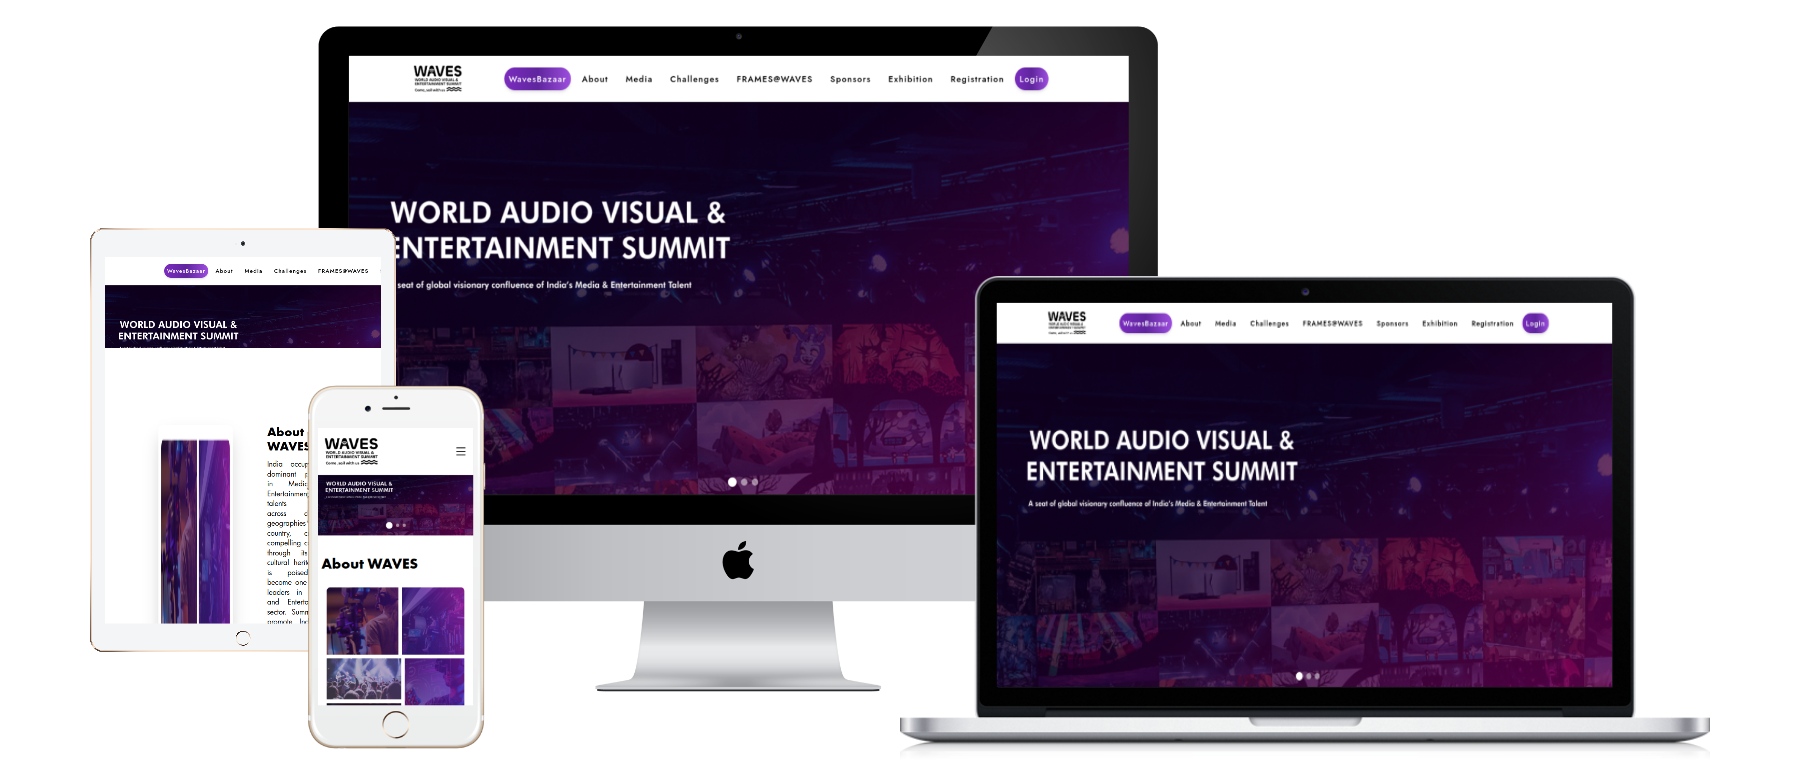 WAVES
WORLD AUDIO VISUAL &
ENTERTAINMENT SUMMIT
Come, sail with us
WavesBazaar About Media Challenges FRAMES@WAVES Sponsors Exhibition Registration Login
WORLD AUDIO VISUAL &
ENTERTAINMENT SUMMIT
seat of global visionary confluence of India's Media & Entertainment Talent
WavesBazaar About Media Challenges FRAMES@WAVES
WORLD AUDIO VISUAL &
ENTERTAINMENT SUMMIT
About
WAVES
India occup
dominant p
in Media
Entertainmen
talents
across c
geographies
country, c
compelling c
through its
cultural herit
is poised
become one
leaders in
and Enterta
sector. Summ
promote Ind
WAVES
WORLD AUDIO VISUAL &
ENTERTAINMENT SUMMIT
Come, sail with us
WORLD AUDIO VISUAL &
ENTERTAINMENT SUMMIT
About WAVES
WAVES
WORLD AUDIO VISUAL &
ENTERTAINMENT SUMMIT
Come, sail with us
WavesBazaar About Media Challenges FRAMES@WAVES Sponsors Exhibition Registration Login
WORLD AUDIO VISUAL &
ENTERTAINMENT SUMMIT
A seat of global visionary confluence of India's Media & Entertainment Talent